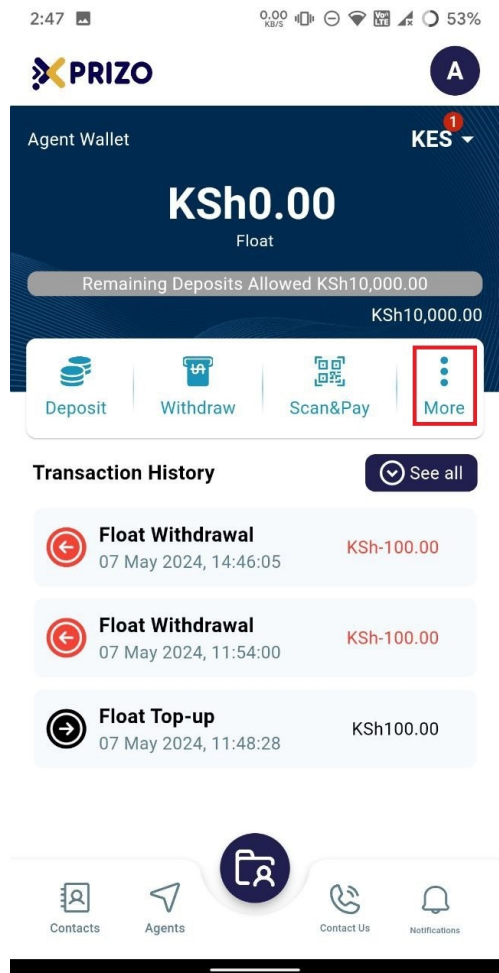 2:47 0.00 KB/S 53%
PRIZO A
Agent Wallet KES 1
KSh0.00
Float
Remaining Deposits Allowed KSh10,000.00
KSh10,000.00
Deposit Withdraw Scan&Pay More
Transaction History See all
Float Withdrawal
07 May 2024, 14:46:05 KSh-100.00
Float Withdrawal
07 May 2024, 11:54:00 KSh-100.00
Float Top-up
07 May 2024, 11:48:28 KSh100.00
Contacts Agents Contact Us Notifications